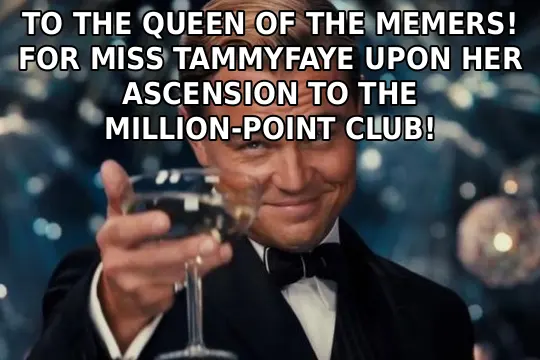 TO THE QUEEN OF THE MEMERS!
FOR MISS TAMMYFAYE UPON HER
ASCENSION TO THE
MILLION-POINT CLUB!